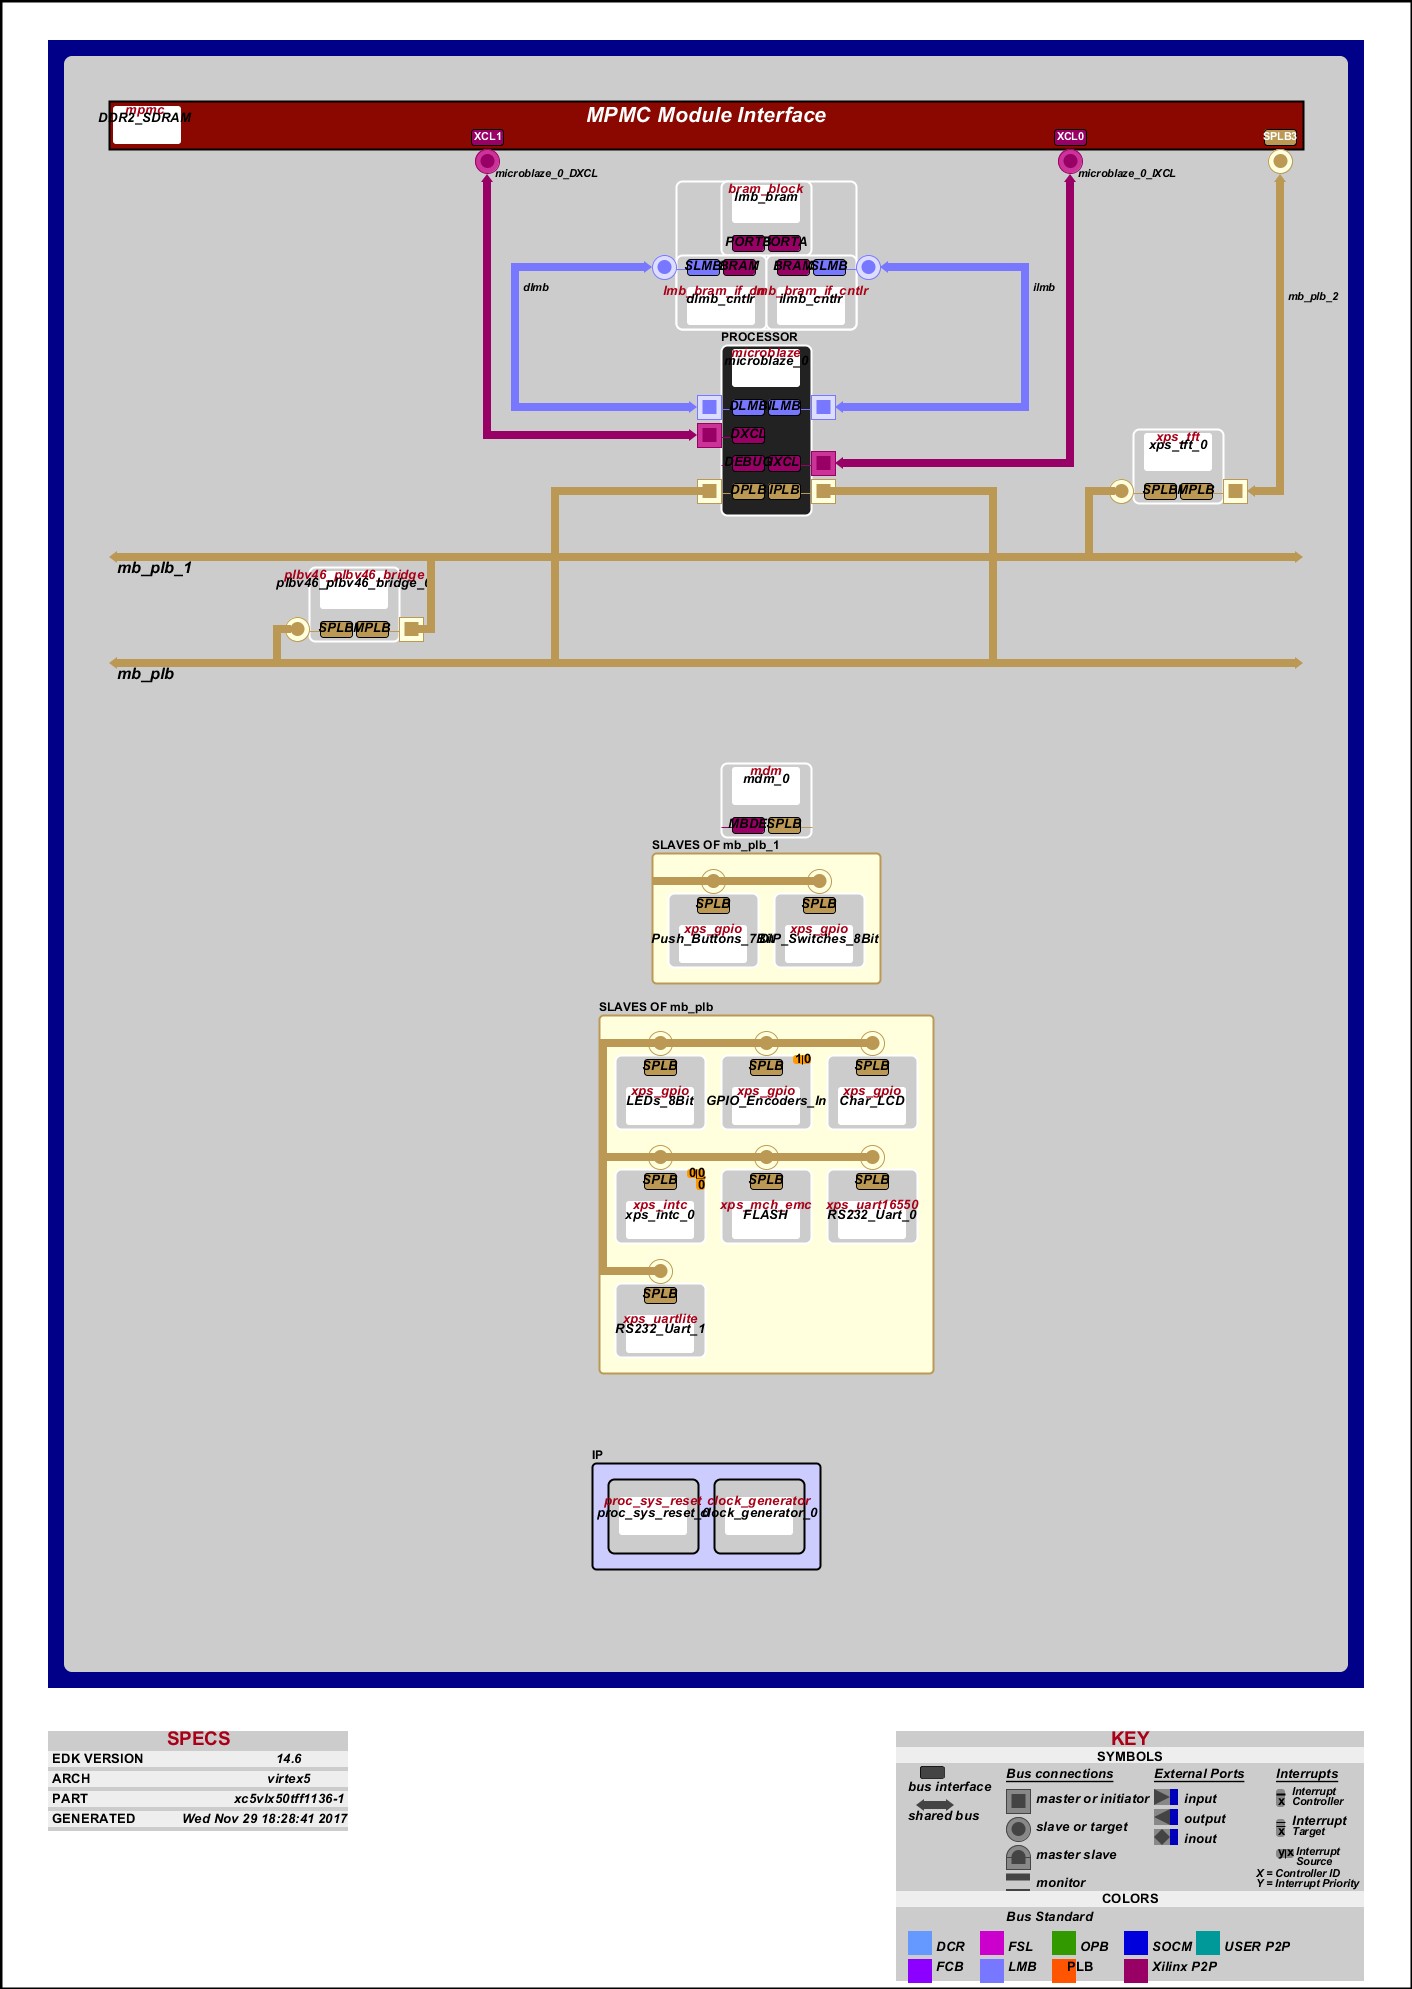 mpmc
DDR2_SDRAM
MPMC Module Interface
XCL1
XCL0
SPLB3
microblaze_0_DXCL
microblaze_0_IXCL
bram_block
lmb_bram
PORTB PORTA
SLMB BRAM BRAM SLMB
dlmb
ilmb
mb_plb_2
dlmb_cntlr
lmb_bram_if_cntlr
ilmb_cntlr
PROCESSOR
microblaze
microblaze_0
DLMB ILMB
DXCL
DEBUG IXCL
DPLB IPLB
xps_tft
xps_tft_0
SPLB MPLB
mb_plb_1
plbv46_plbv46_bridge
plbv46_plbv46_bridge_0
SPLB MPLB
mb_plb
mdm
mdm_0
SPLB
SLAVES OF mb_plb_1
SPLB SPLB
xps_gpio xps_gpio
Push_Buttons_7Bit DIP_Switches_8Bit
SLAVES OF mb_plb
1|0
SPLB SPLB SPLB
xps_gpio xps_gpio xps_gpio
LEDs_8Bit GPIO_Encoders_In Char_LCD
0 0
0
SPLB SPLB SPLB
xps_intc xps_mch_emc xps_uart16550
xps_intc_0 FLASH RS232_Uart_0
SPLB
xps_uartlite
RS232_Uart_1
IP
proc_sys_reset clock_generator
proc_sys_reset_0 clock_generator_0
SPECS
EDK VERSION 14.6
ARCH virtex5
PART xc5vlx50tff1136-1
GENERATED Wed Nov 29 18:28:41 2017
KEY
SYMBOLS
bus interface
shared bus
Bus connections
master or initiator
slave or target
master slave
monitor
External Ports
input
output
inout
Interrupts
x Interrupt
Controller
x Interrupt
Target
y|x Interrupt
Source
X = Controller ID
Y = Interrupt Priority
COLORS
Bus Standard
DCR FSL OPB SOCM USER P2P
FCB LMB PLB Xilinx P2P